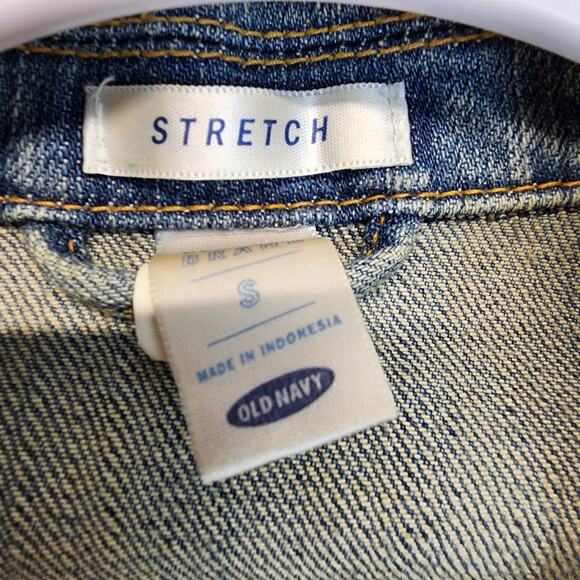 STRETCH
S
MADE IN INDONESIA
OLD NAVY